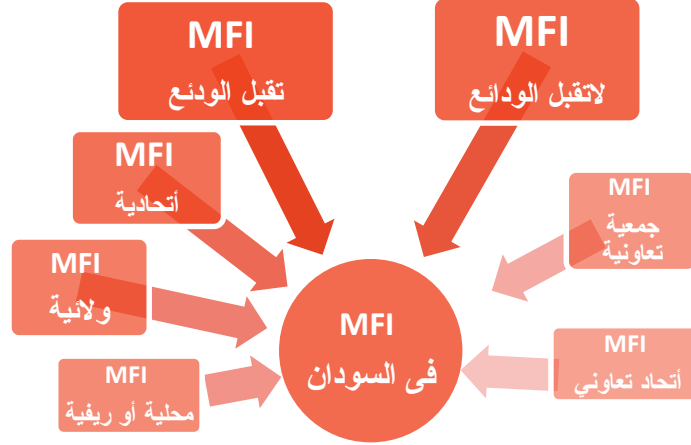 MFI
تقبل الودئع
MFI
لاتقبل الودائع
MFI
أتحادية
MFI
جمعية
تعاونية
MFI
ولائية
MFI
فى السودان
MFI
أتحاد تعاوني
MFI
محلية أو ريفية